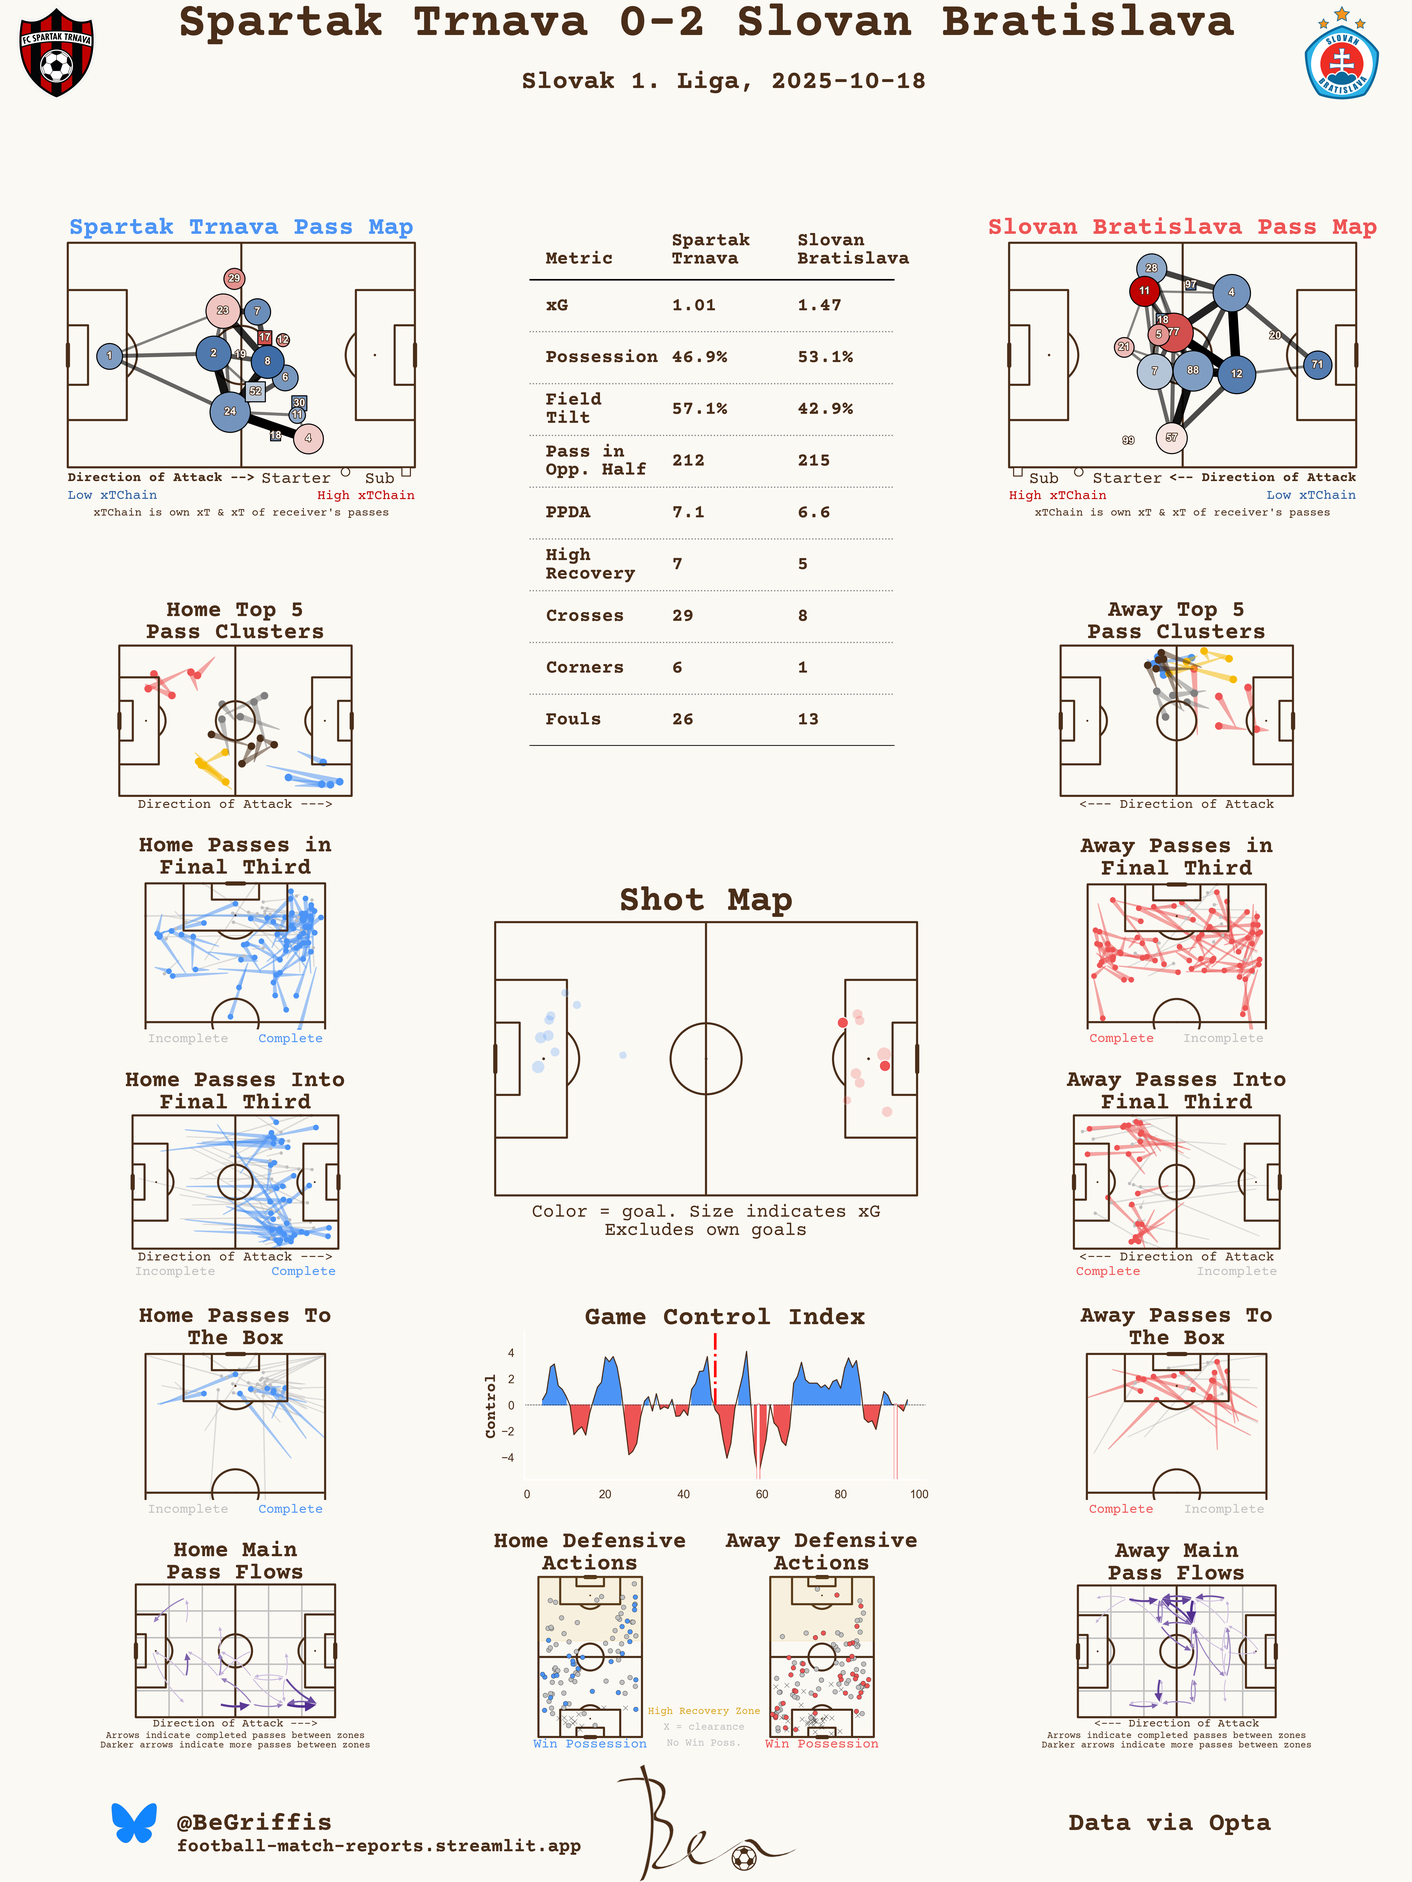 Spartak Trnava 0-2 Slovan Bratislava
Slovak 1. Liga, 2025-10-18
FC SPARTAK TRNAVA
SLOVAN
BRATISLAVA
Spartak Trnava Pass Map
29
23
7
17
12
1
2
19
8
6
52
30
24
11
18
4
Direction of Attack --> Starter Sub
Low xTChain High xTChain
xTChain is own xT & xT of receiver's passes
Metric Spartak Trnava Slovan Bratislava
xG 1.01 1.47
Possession 46.9% 53.1%
Field Tilt 57.1% 42.9%
Pass in Opp. Half 212 215
PPDA 7.1 6.6
High Recovery 7 5
Crosses 29 8
Corners 6 1
Fouls 26 13
Slovan Bratislava Pass Map
28
97
11
4
18
77
5
20
21
7
88
12
71
99
57
Sub Starter <-- Direction of Attack
High xTChain Low xTChain
xTChain is own xT & xT of receiver's passes
Home Top 5
Pass Clusters
Direction of Attack --->
Away Top 5
Pass Clusters
<--- Direction of Attack
Home Passes in
Final Third
Incomplete Complete
Shot Map
Color = goal. Size indicates xG
Excludes own goals
Away Passes in
Final Third
Complete Incomplete
Home Passes Into
Final Third
Direction of Attack --->
Incomplete Complete
Away Passes Into
Final Third
<--- Direction of Attack
Complete Incomplete
Home Passes To
The Box
Incomplete Complete
Game Control Index
Control
4
2
0
−2
−4
0 20 40 60 80 100
Away Passes To
The Box
Complete Incomplete
Home Main
Pass Flows
Direction of Attack --->
Arrows indicate completed passes between zones
Darker arrows indicate more passes between zones
Home Defensive
Actions
Win Possession
High Recovery Zone
X = clearance
No Win Poss.
Away Defensive
Actions
Win Possession
Away Main
Pass Flows
<--- Direction of Attack
Arrows indicate completed passes between zones
Darker arrows indicate more passes between zones
@BeGriffis
football-match-reports.streamlit.app
Ben
Data via Opta